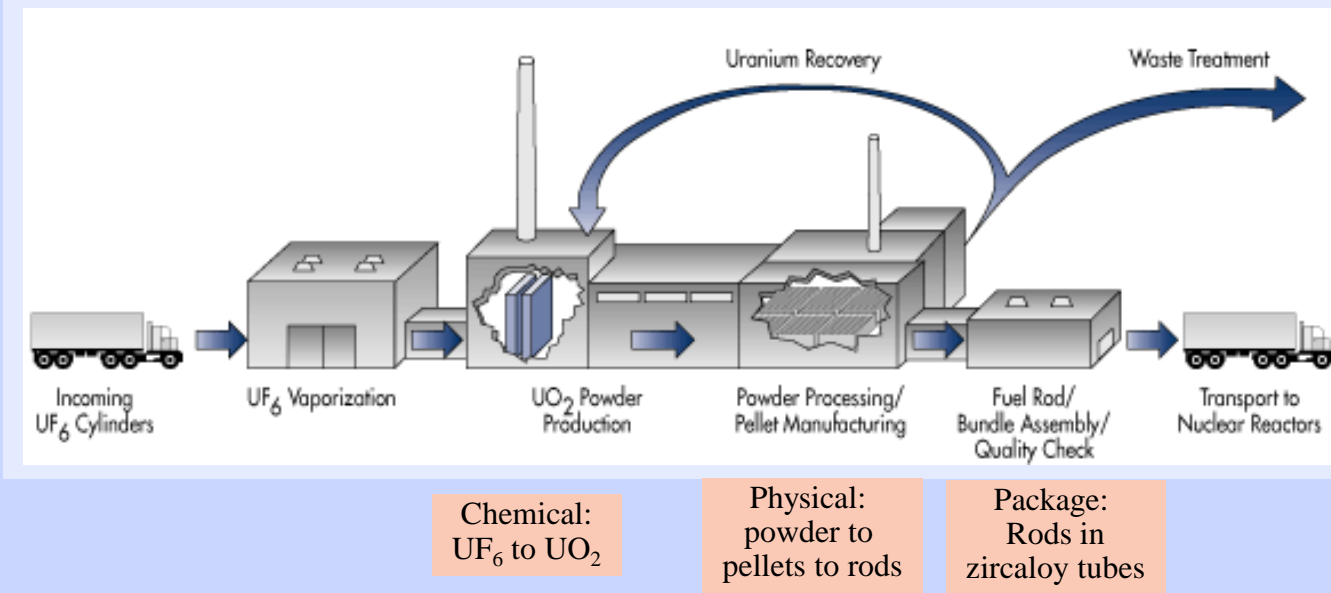 Uranium Recovery
Waste Treatment
Incoming
UF₆ Cylinders
UF₆ Vaporization
UO₂ Powder
Production
Powder Processing/
Pellet Manufacturing
Fuel Rod/
Bundle Assembly/
Quality Check
Transport to
Nuclear Reactors
Chemical:
UF₆ to UO₂
Physical:
powder to
pellets to rods
Package:
Rods in
zircaloy tubes